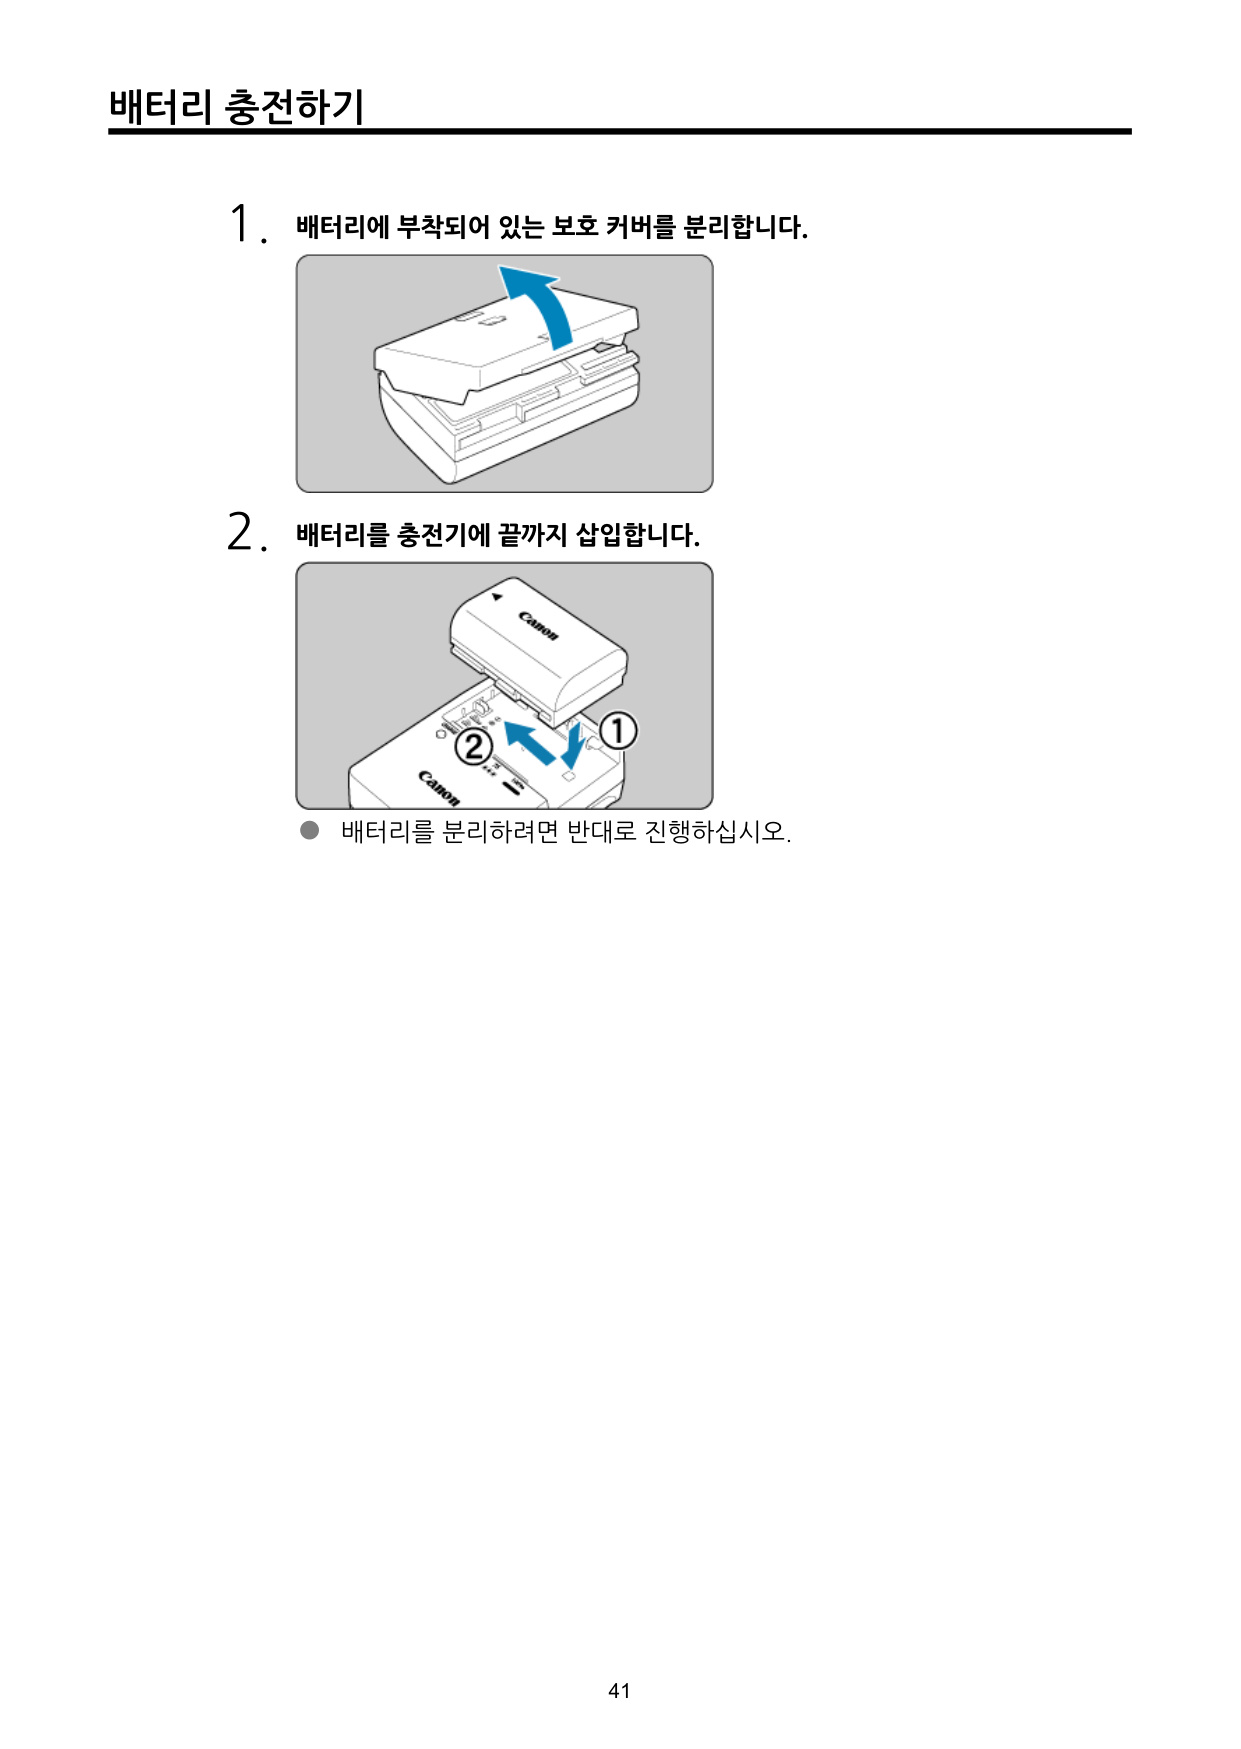 배터리 충전하기
1. 배터리에 부착되어 있는 보호 커버를 분리합니다.
2. 배터리를 충전기에 끝까지 삽입합니다.
Canon
①
②
Canon
● 배터리를 분리하려면 반대로 진행하십시오.
41